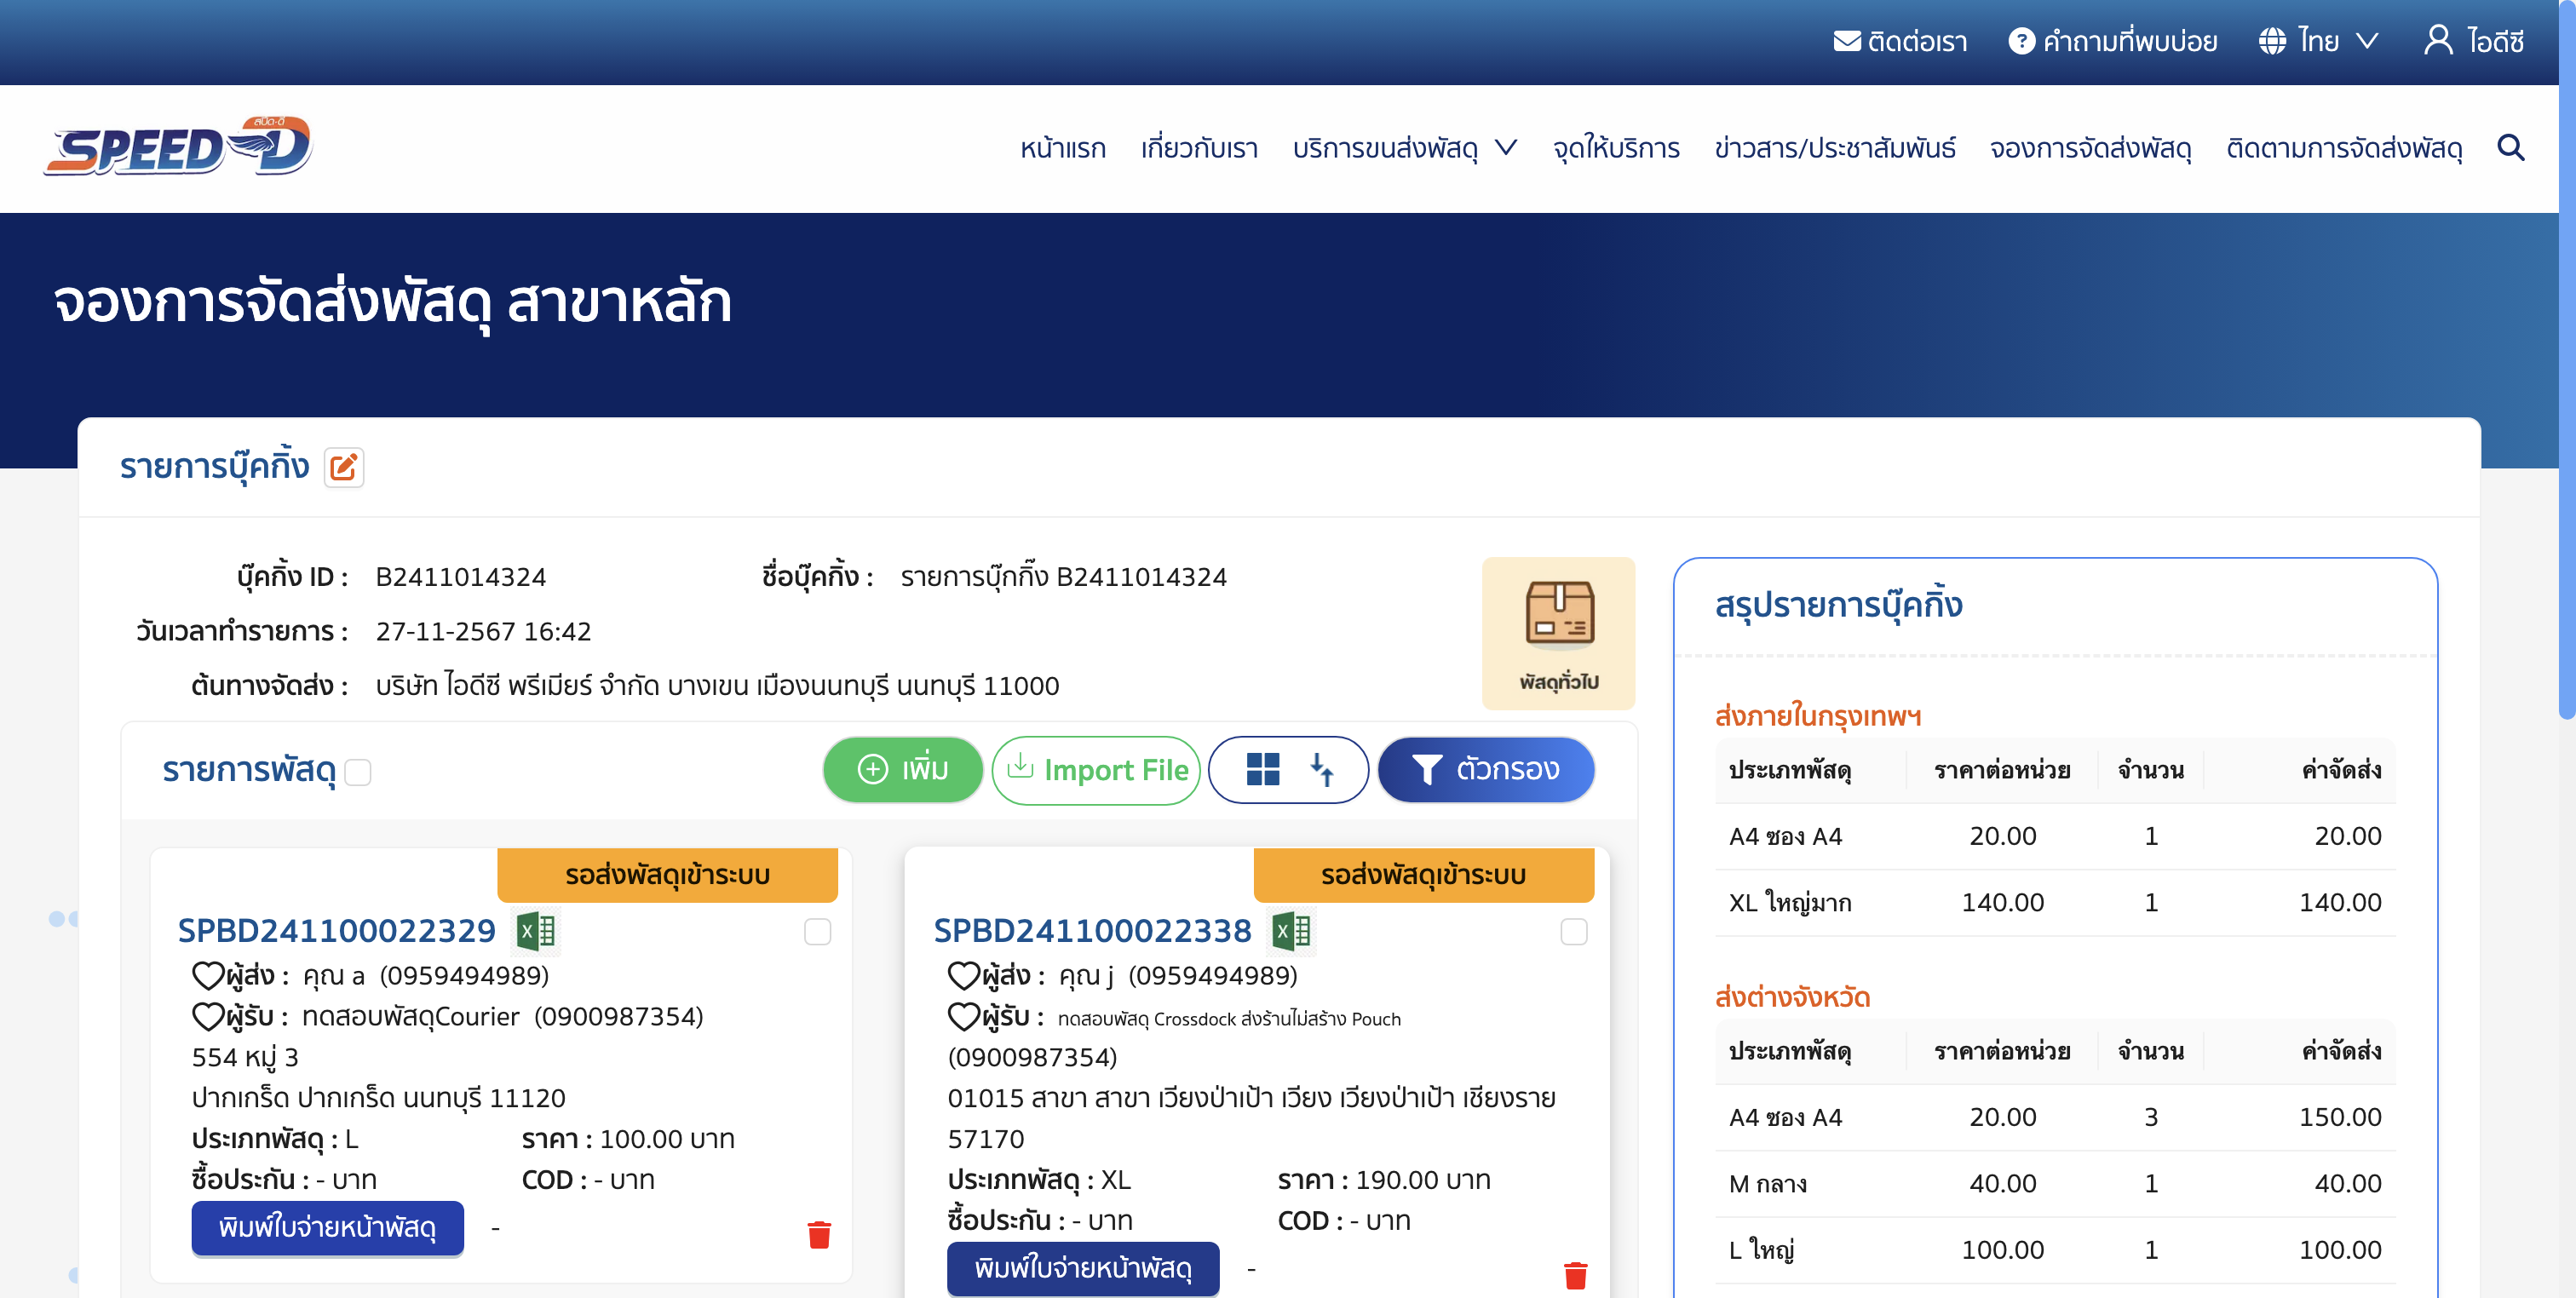 ติดต่อเรา คำถามที่พบบ่อย ไทย ไอดีซี
สปีด-ดี
SPEED-D
หน้าแรก เกี่ยวกับเรา บริการขนส่งพัสดุ จุดให้บริการ ข่าวสาร/ประชาสัมพันธ์ จองการจัดส่งพัสดุ ติดตามการจัดส่งพัสดุ
จองการจัดส่งพัสดุ สาขาหลัก
รายการบุ๊คกิ้ง
บุ๊คกิ้ง ID : B2411014324 ชื่อบุ๊คกิ้ง : รายการบุ๊กกิ๊ง B2411014324
วันเวลาทำรายการ : 27-11-2567 16:42
ต้นทางจัดส่ง : บริษัท ไอดีซี พรีเมียร์ จำกัด บางเขน เมืองนนทบุรี นนทบุรี 11000
พัสดุทั่วไป
รายการพัสดุ
เพิ่ม Import File ตัวกรอง
รอส่งพัสดุเข้าระบบ
SPBD241100022329
ผู้ส่ง : คุณ a (0959494989)
ผู้รับ : ทดสอบพัสดุCourier (0900987354)
554 หมู่ 3
ปากเกร็ด ปากเกร็ด นนทบุรี 11120
ประเภทพัสดุ : L ราคา : 100.00 บาท
ซื้อประกัน : - บาท COD : - บาท
พิมพ์ใบจ่ายหน้าพัสดุ -
รอส่งพัสดุเข้าระบบ
SPBD241100022338
ผู้ส่ง : คุณ j (0959494989)
ผู้รับ : ทดสอบพัสดุ Crossdock ส่งร้านไม่สร้าง Pouch
(0900987354)
01015 สาขา สาขา เวียงป่าเป้า เวียง เวียงป่าเป้า เชียงราย
57170
ประเภทพัสดุ : XL ราคา : 190.00 บาท
ซื้อประกัน : - บาท COD : - บาท
พิมพ์ใบจ่ายหน้าพัสดุ -
สรุปรายการบุ๊คกิ้ง
ส่งภายในกรุงเทพฯ
ประเภทพัสดุ ราคาต่อหน่วย จำนวน ค่าจัดส่ง
A4 ซอง A4 20.00 1 20.00
XL ใหญ่มาก 140.00 1 140.00
ส่งต่างจังหวัด
ประเภทพัสดุ ราคาต่อหน่วย จำนวน ค่าจัดส่ง
A4 ซอง A4 20.00 3 150.00
M กลาง 40.00 1 40.00
L ใหญ่ 100.00 1 100.00